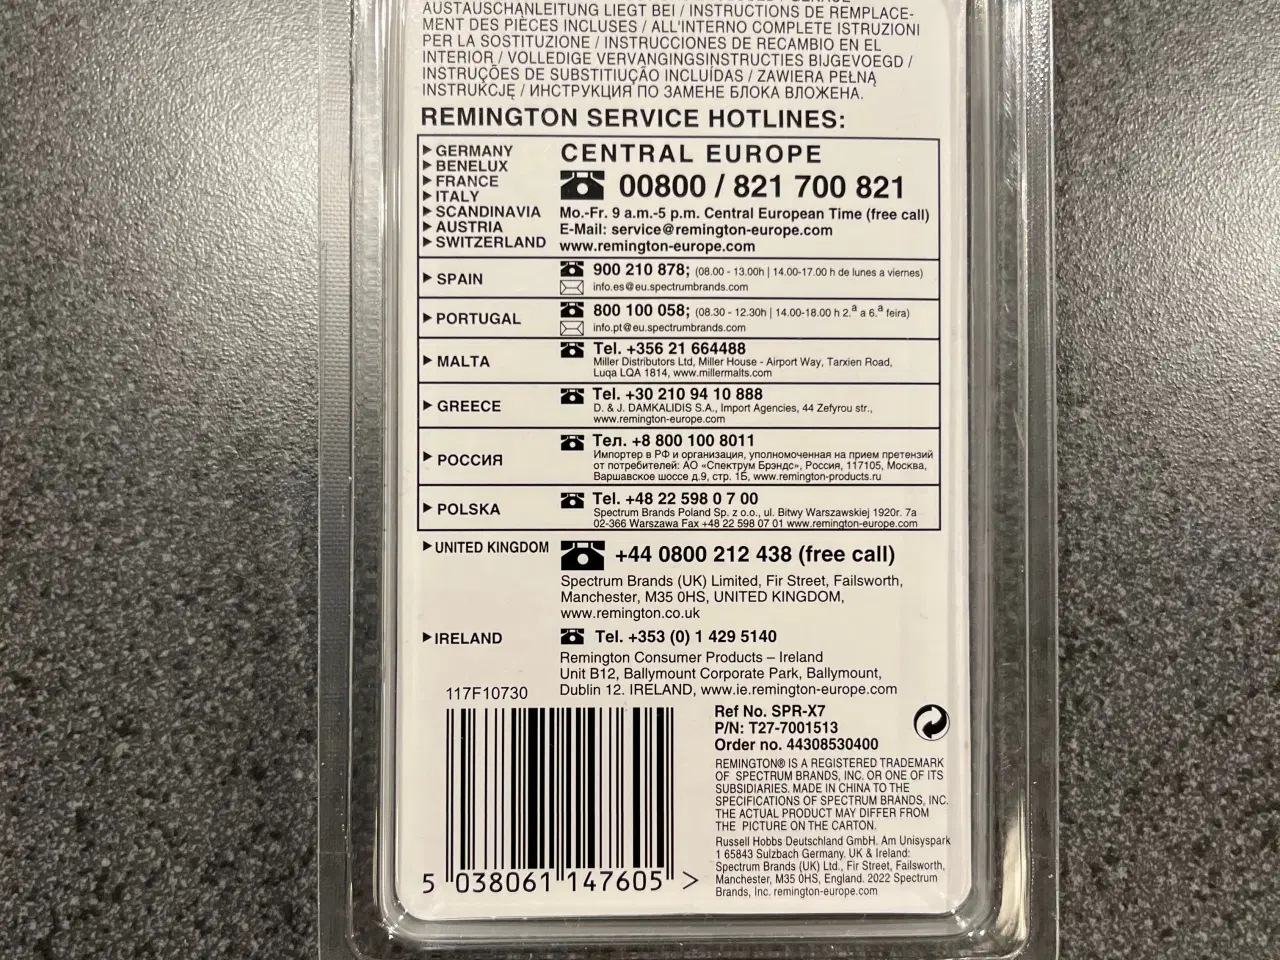 AUSTAUSCHANLEITUNG LIEGT BEI / INSTRUCTIONS DE REMPLACE-
MENT DES PIÈCES INCLUSES / ALL'INTERNO COMPLETE ISTRUZIONI
PER LA SOSTITUZIONE / INSTRUCCIONES DE RECAMBIO EN EL
INTERIOR / VOLLEDIGE VERVANGINGSINSTRUCTIES BIJGEVOEGD /
INSTRUÇÕES DE SUBSTITIUÇÃO INCLUÍDAS / ZAWIERA PEŁNĄ
INSTRUKCJĘ / ИНСТРУКЦИЯ ПО ЗАМЕНЕ БЛОКА ВЛОЖЕНА.
REMINGTON SERVICE HOTLINES:
GERMANY
BENELUX
FRANCE
ITALY
SCANDINAVIA
AUSTRIA
SWITZERLAND
CENTRAL EUROPE
00800 / 821 700 821
Mo.-Fr. 9 a.m.-5 p.m. Central European Time (free call)
E-Mail: service@remington-europe.com
www.remington-europe.com
SPAIN
900 210 878; (08.00 - 13.00h | 14.00-17.00 h de lunes a viernes)
info.es@eu.spectrumbrands.com
PORTUGAL
800 100 058; (08.30 - 12.30h | 14.00-18.00 h 2.ª a 6.ª feira)
info.pt@eu.spectrumbrands.com
MALTA
Tel. +356 21 664488
Miller Distributors Ltd, Miller House - Airport Way, Tarxien Road,
Luqa LQA 1814, www.millermalts.com
GREECE
Tel. +30 210 94 10 888
D. & J. DAMKALIDIS S.A., Import Agencies, 44 Zefyrou str.,
www.remington-europe.com
РОССИЯ
Тел. +8 800 100 8011
Импортер в РФ и организация, уполномоченная на прием претензий
от потребителей: АО «Спектрум Брэндс», Россия, 117105, Москва,
Варшавское шоссе д.9, стр. 1Б, www.remington-products.ru
POLSKA
Tel. +48 22 598 0 7 00
Spectrum Brands Poland Sp. z o.o., ul. Bitwy Warszawskiej 1920r. 7a
02-366 Warszawa Fax +48 22 598 07 01 www.remington-europe.com
UNITED KINGDOM
+44 0800 212 438 (free call)
Spectrum Brands (UK) Limited, Fir Street, Failsworth,
Manchester, M35 0HS, UNITED KINGDOM,
www.remington.co.uk
IRELAND
Tel. +353 (0) 1 429 5140
Remington Consumer Products – Ireland
Unit B12, Ballymount Corporate Park, Ballymount,
Dublin 12. IRELAND, www.ie.remington-europe.com
117F10730
5 038061 147605 >
Ref No. SPR-X7
P/N: T27-7001513
Order no. 44308530400
REMINGTON® IS A REGISTERED TRADEMARK
OF SPECTRUM BRANDS, INC. OR ONE OF ITS
SUBSIDIARIES. MADE IN CHINA TO THE
SPECIFICATIONS OF SPECTRUM BRANDS, INC.
THE ACTUAL PRODUCT MAY DIFFER FROM
THE PICTURE ON THE CARTON.
Russell Hobbs Deutschland GmbH. Am Unisyspark
1 65843 Sulzbach Germany. UK & Ireland:
Spectrum Brands (UK) Ltd., Fir Street, Failsworth,
Manchester, M35 0HS, England. 2022 Spectrum
Brands, Inc. remington-europe.com